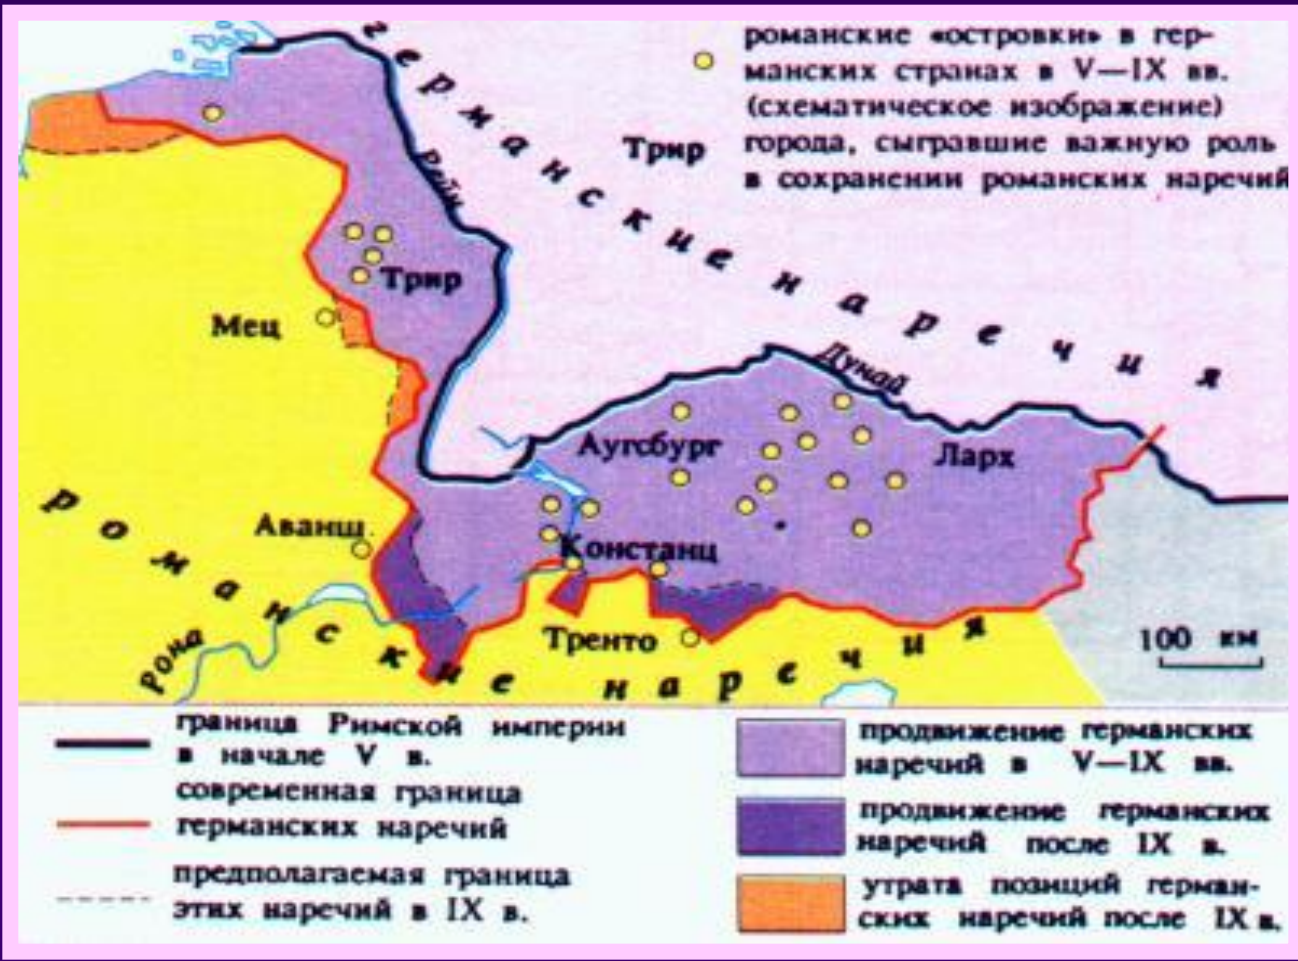 романские «островки» в гер-
манских странах в V—IX вв.
(схематическое изображение)
Трир города, сыгравшие важную роль
в сохранении романских наречий
германские наречия
Рейн
Трир
Мец
Дунай
Аугсбург
Ларх
романские наречия
Аванш
Констанц
Рона
Тренто
100 км
граница Римской империи
в начале V в.
современная граница
германских наречий
предполагаемая граница
этих наречий в IX в.
продвижение германских
наречий в V—IX вв.
продвижение германских
наречий после IX в.
утрата позиций герман-
ских наречий после IX в.